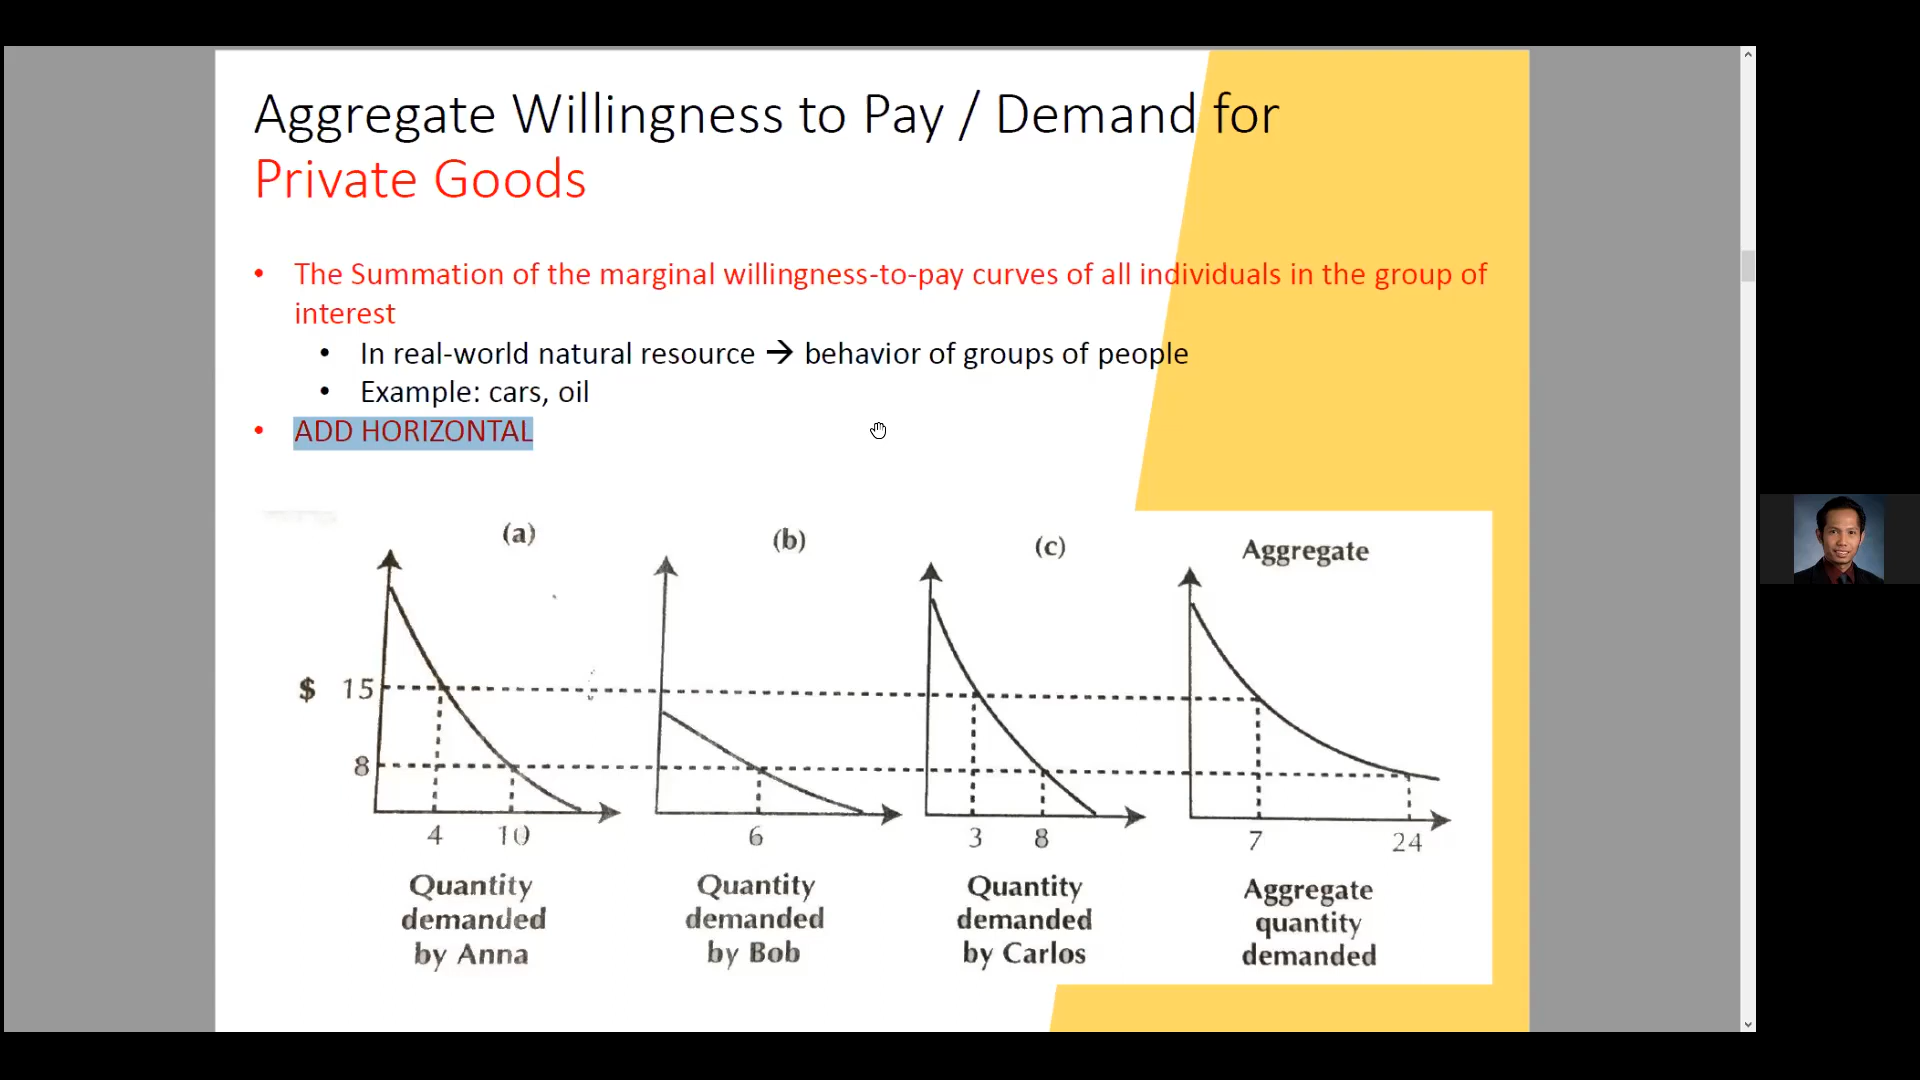 Aggregate Willingness to Pay / Demand for
Private Goods
• The Summation of the marginal willingness-to-pay curves of all individuals in the group of
interest
• In real-world natural resource → behavior of groups of people
• Example: cars, oil
• ADD HORIZONTAL
(a) (b) (c) Aggregate
$ 15
8
4 10 6 3 8 7 24
Quantity
demanded
by Anna
Quantity
demanded
by Bob
Quantity
demanded
by Carlos
Aggregate
quantity
demanded